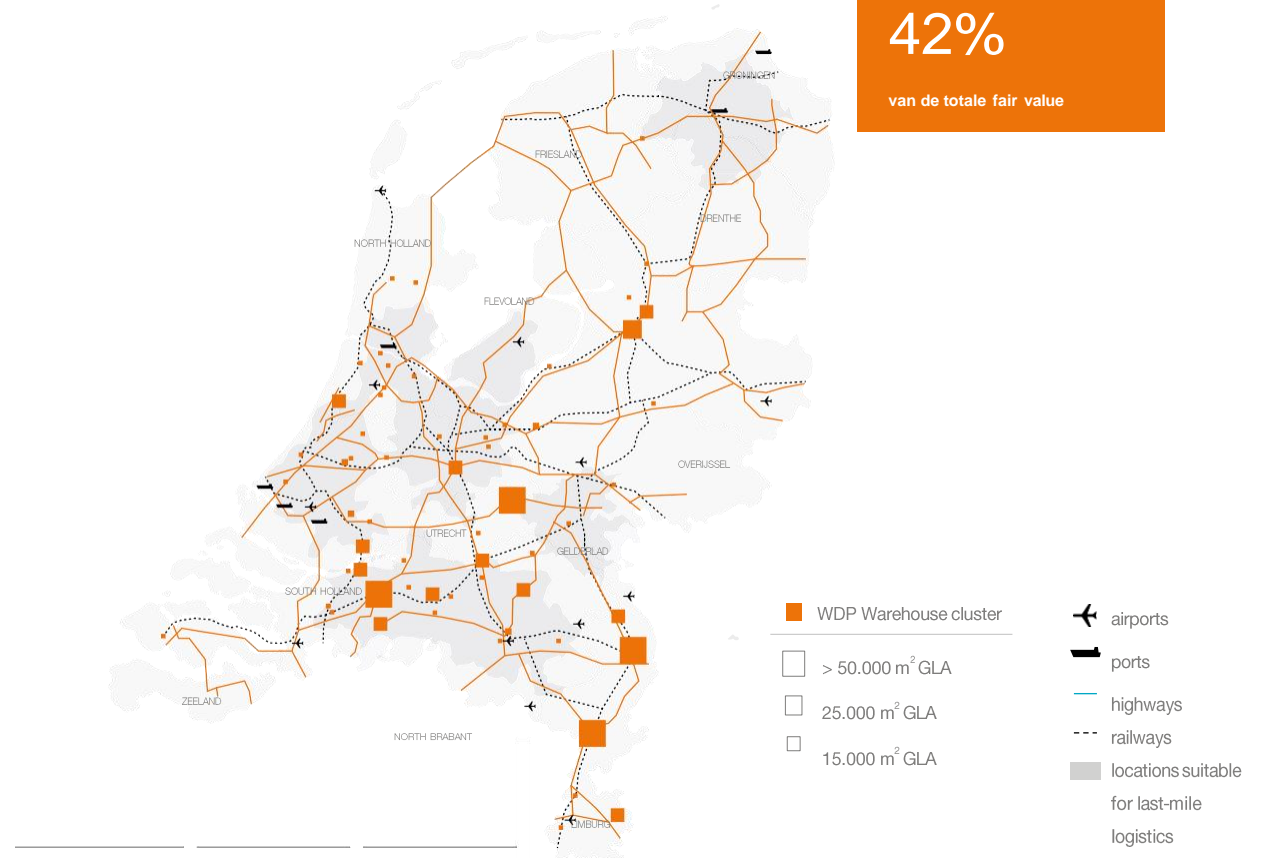 42%
van de totale fair value
GRONINGEN
FRIESLAND
DRENTHE
NORTH HOLLAND
FLEVOLAND
OVERIJSSEL
UTRECHT
GELDERLAD
SOUTH HOLLAND
ZEELAND
NORTH BRABANT
LIMBURG
WDP Warehouse cluster
> 50.000 m² GLA
25.000 m² GLA
15.000 m² GLA
airports
ports
highways
railways
locations suitable
for last-mile
logistics